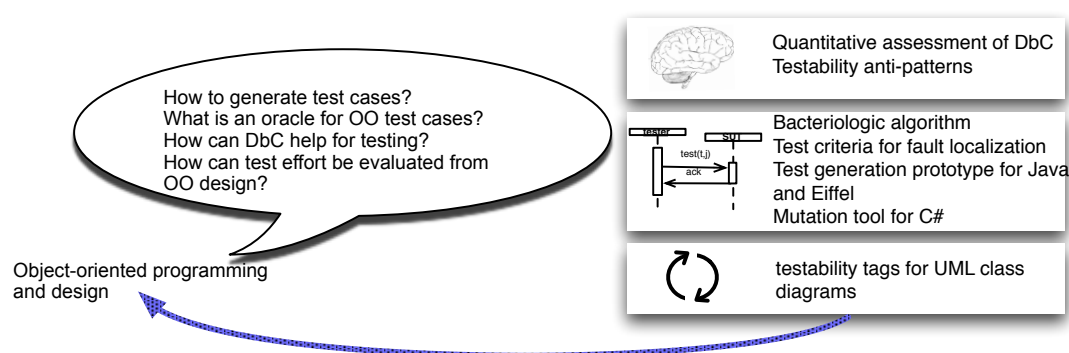 How to generate test cases?
What is an oracle for OO test cases?
How can DbC help for testing?
How can test effort be evaluated from
OO design?
Object-oriented programming
and design
Quantitative assessment of DbC
Testability anti-patterns
tester
SUT
test(t,j)
ack
Bacteriologic algorithm
Test criteria for fault localization
Test generation prototype for Java
and Eiffel
Mutation tool for C#
testability tags for UML class
diagrams